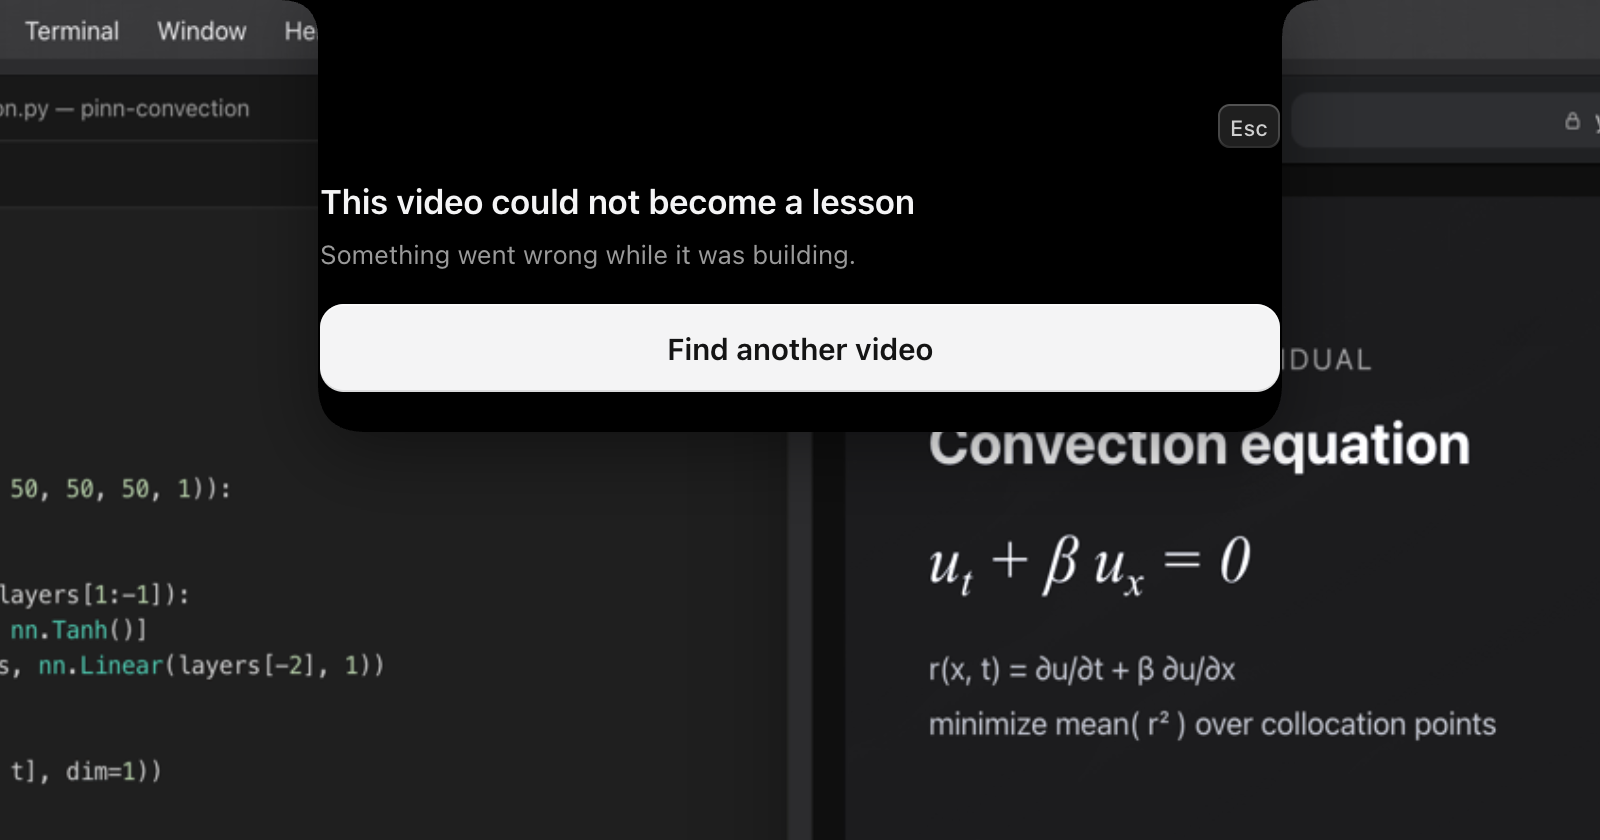 Terminal Window
on.py — pinn-convection
Esc
This video could not become a lesson
Something went wrong while it was building.
Find another video
IDUAL
Convection equation
u_t + β u_x = 0
r(x, t) = ∂u/∂t + β ∂u/∂x
minimize mean( r² ) over collocation points
50, 50, 50, 1)):
layers[1:-1]):
nn.Tanh()]
s, nn.Linear(layers[-2], 1))
t], dim=1))